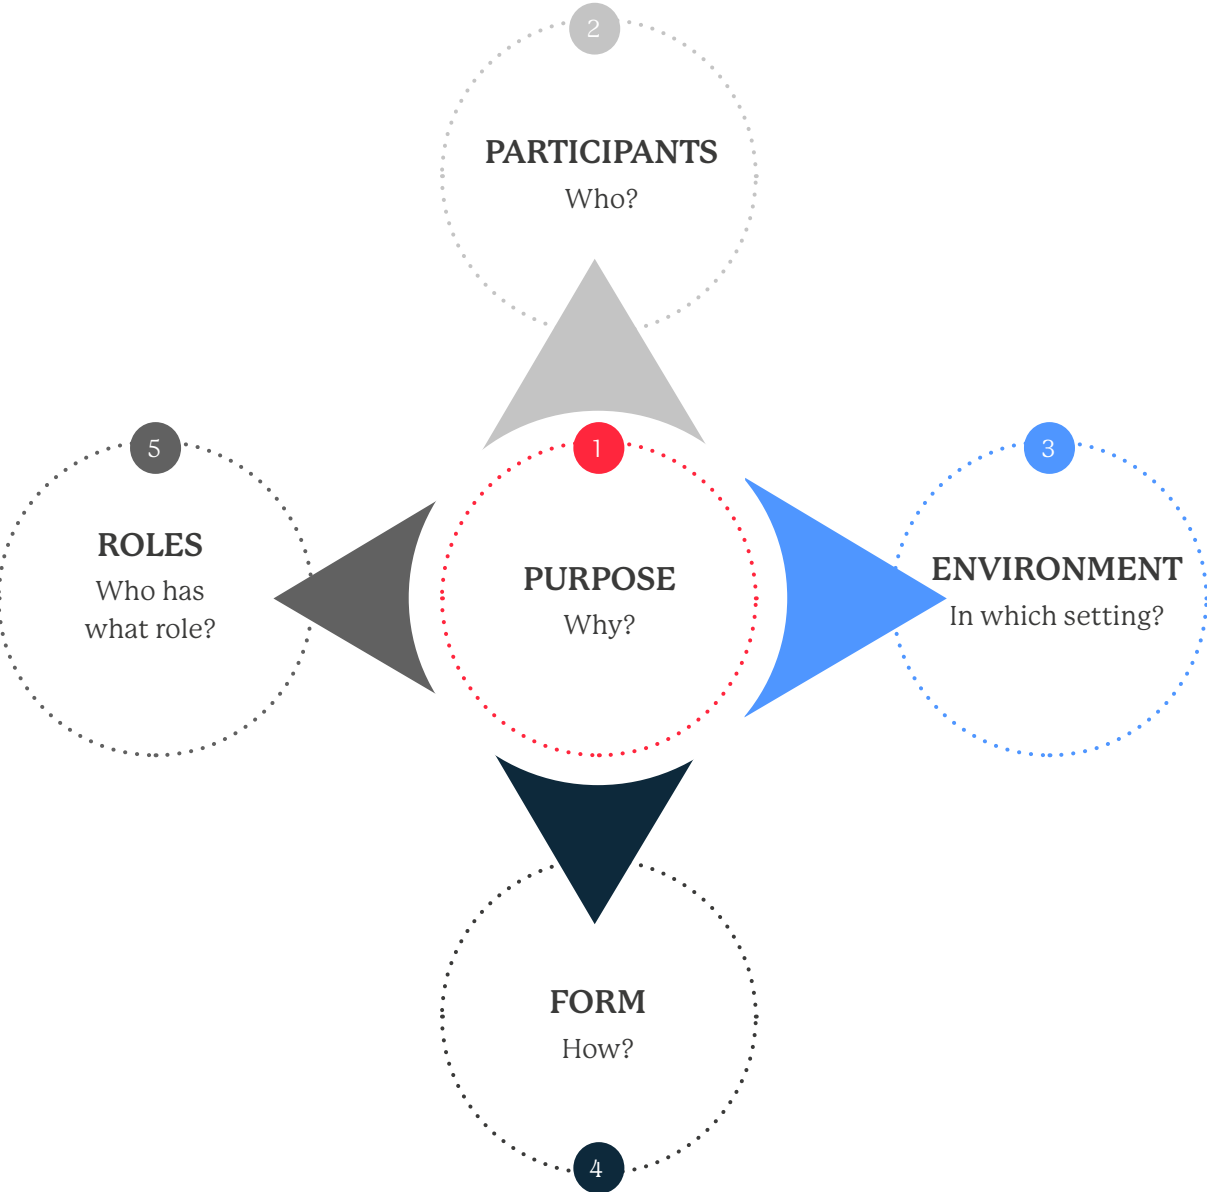 2
PARTICIPANTS
Who?
1
PURPOSE
Why?
3
ENVIRONMENT
In which setting?
4
FORM
How?
5
ROLES
Who has
what role?